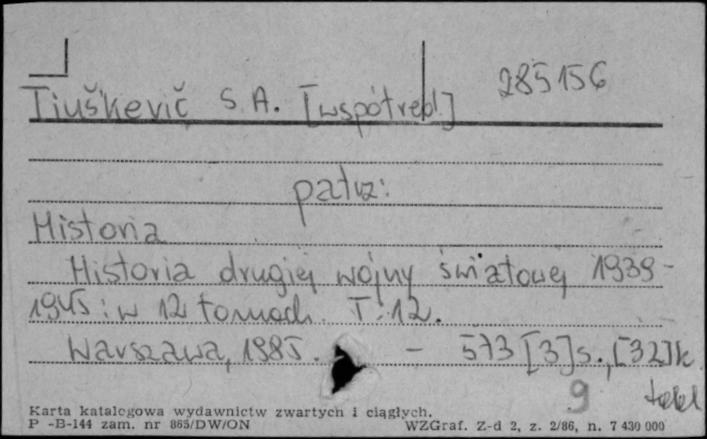 285156
Tiuškevič S.A. [współred.]
patrz:
Historia
Historia drugiej wojny światowej 1939-
1945 : w 12 tomach. T. 12.
Warszawa, 1985. - 573 [3]s., [32]k.
9 tabl
Karta katalogowa wydawnictw zwartych i ciągłych.
P -B-144 zam. nr 865/DW/ON WZGraf. Z-d 2, z. 2/86, n. 7 430 000